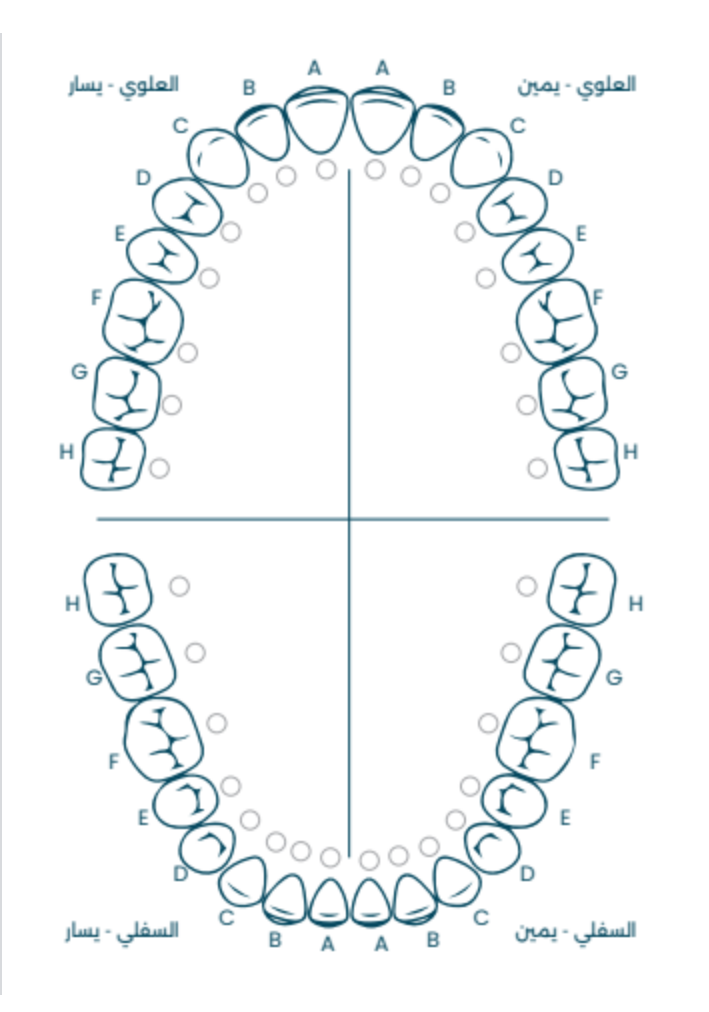 العلوي - يسار
العلوي - يمين
A A
B B
C C
D D
E E
F F
G G
H H
H H
G G
F F
E E
D D
C C
B A A B
السفلي - يسار
السفلي - يمين